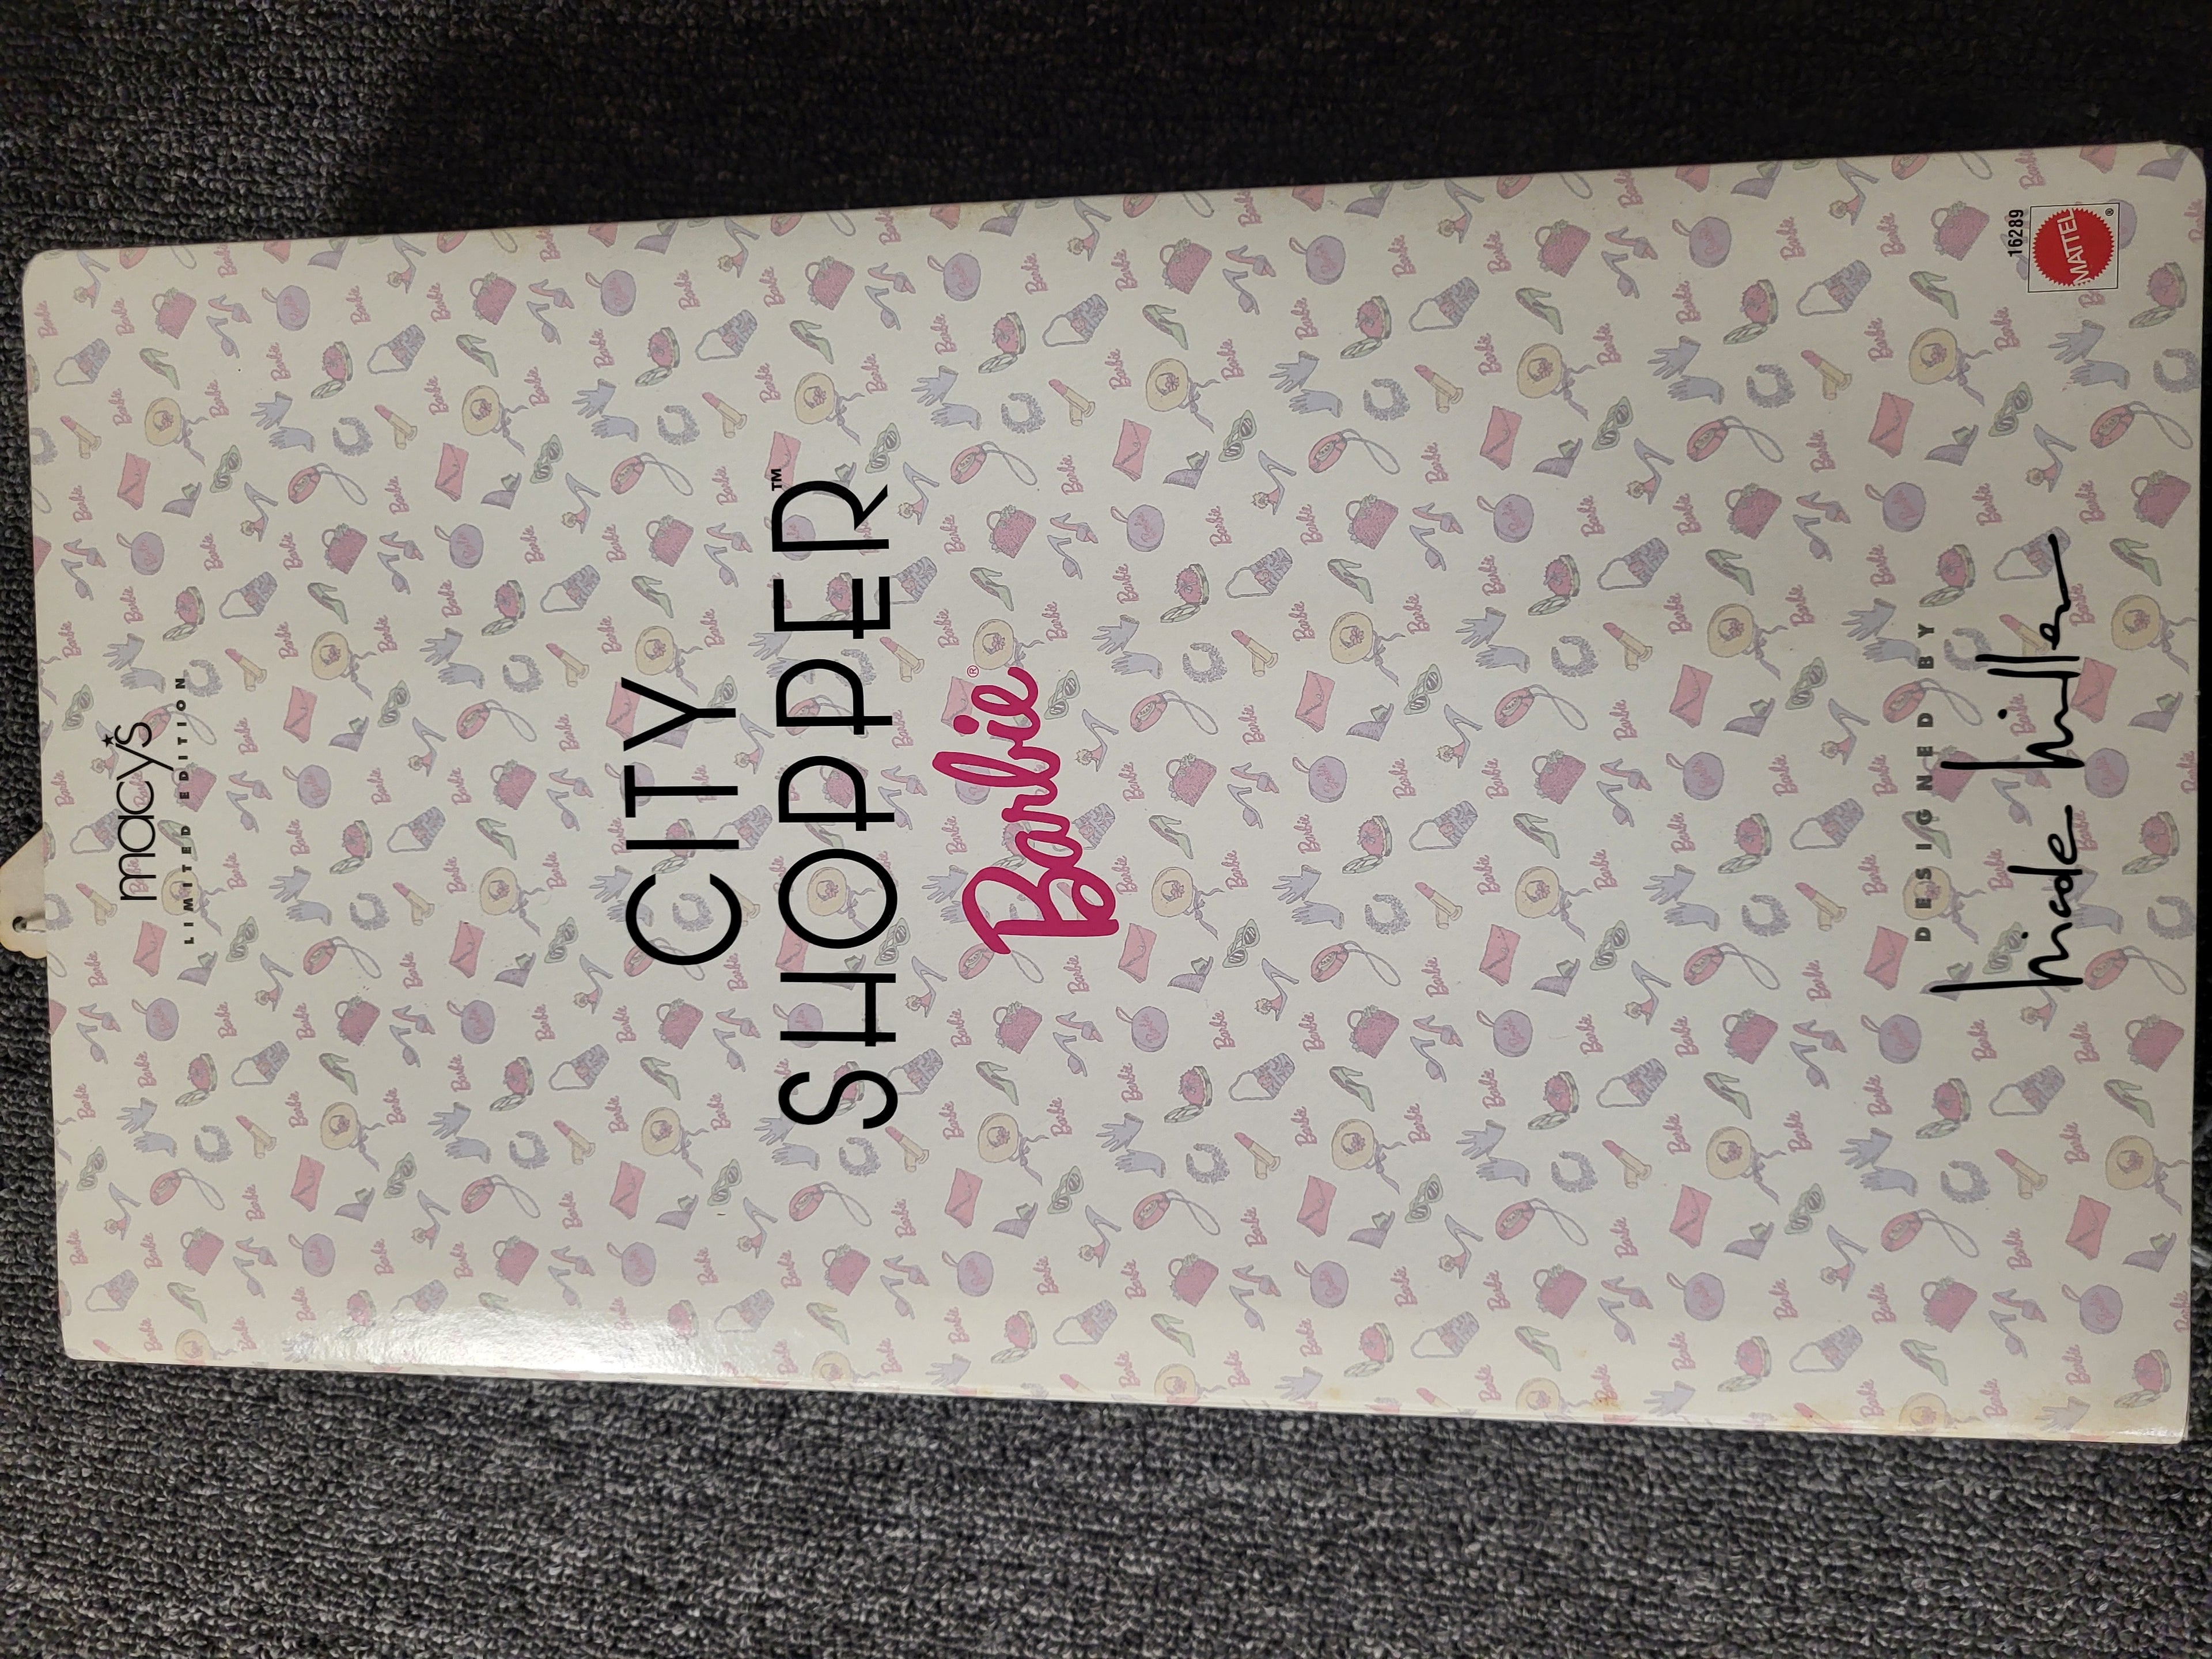 macy's
LIMITED EDITION
CITY
SHOPPER™
Barbie®
DESIGNED BY
nicole miller
16289
MATTEL®